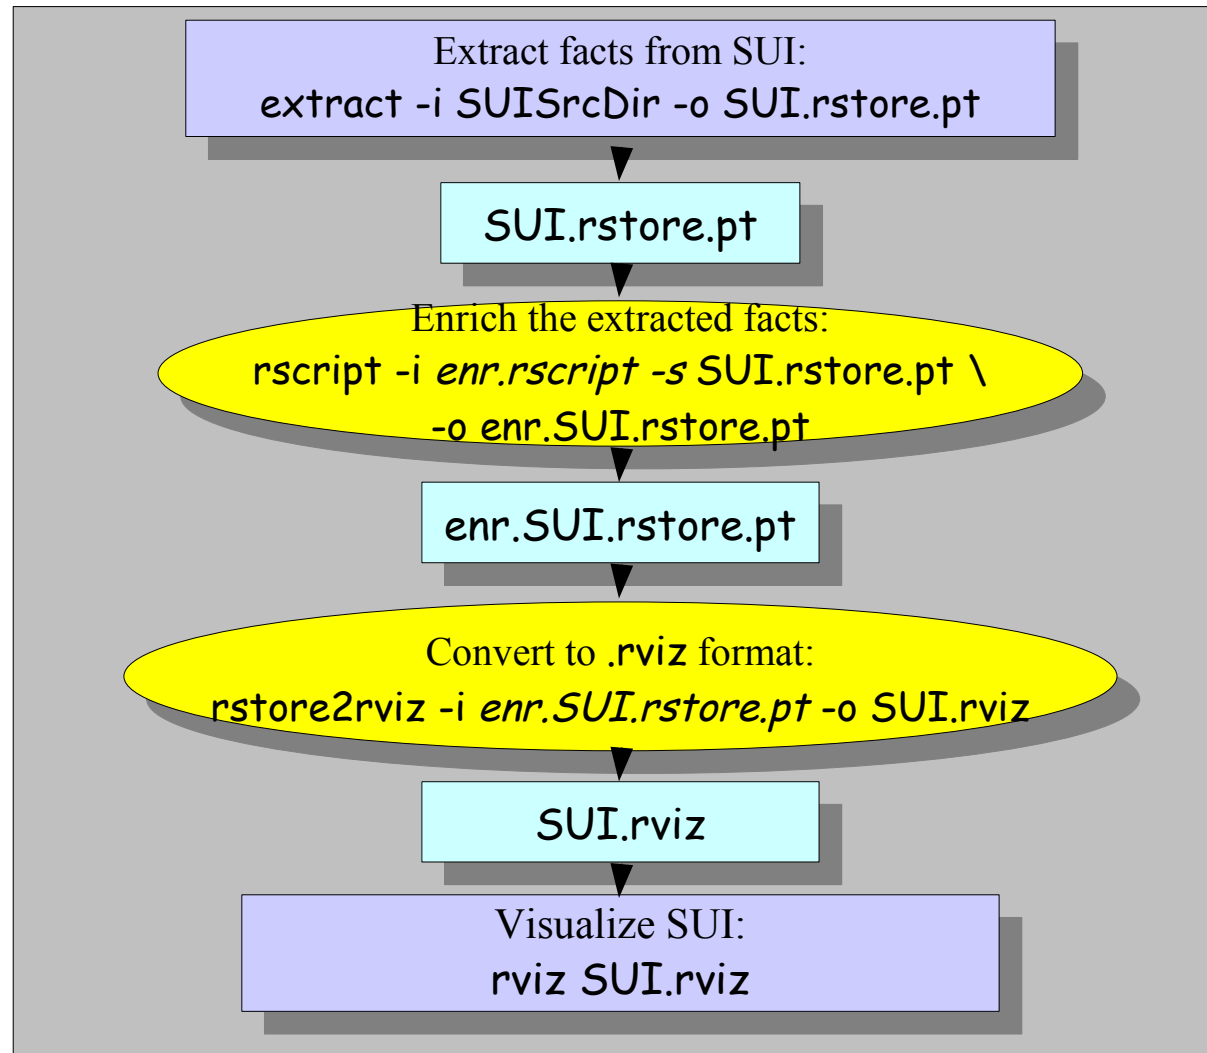 Extract facts from SUI:
extract -i SUISrcDir -o SUI.rstore.pt
SUI.rstore.pt
Enrich the extracted facts:
rscript -i enr.rscript -s SUI.rstore.pt \
-o enr.SUI.rstore.pt
enr.SUI.rstore.pt
Convert to .rviz format:
rstore2rviz -i enr.SUI.rstore.pt -o SUI.rviz
SUI.rviz
Visualize SUI:
rviz SUI.rviz